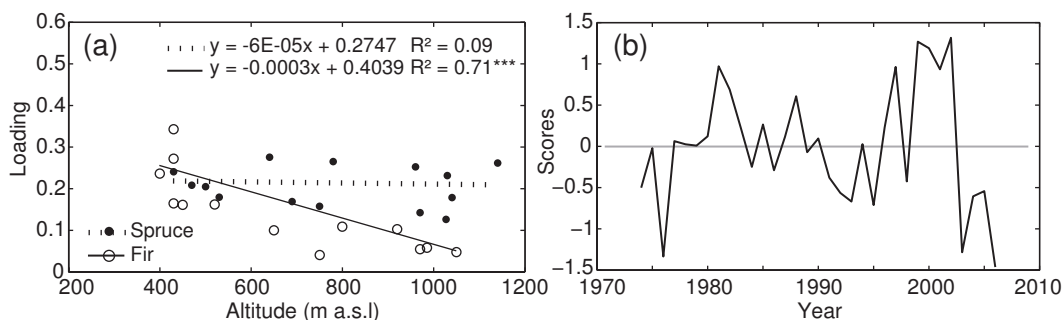 (a)
y = -6E-05x + 0.2747 R² = 0.09
y = -0.0003x + 0.4039 R² = 0.71***
0.6
0.5
0.4
0.3
0.2
0.1
0
Loading
Spruce
Fir
200 400 600 800 1000 1200
Altitude (m a.s.l)
(b)
1.5
1
0.5
0
−0.5
−1
−1.5
Scores
1970 1980 1990 2000 2010
Year